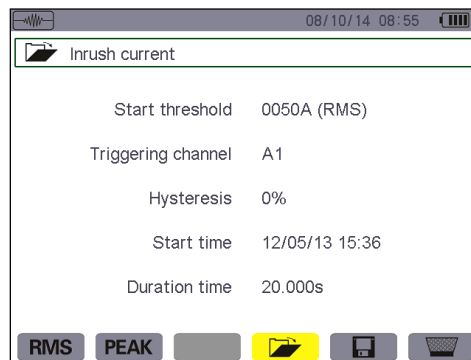 08/10/14 08:55
Inrush current
Start threshold 0050A (RMS)
Triggering channel A1
Hysteresis 0%
Start time 12/05/13 15:36
Duration time 20.000s
RMS PEAK